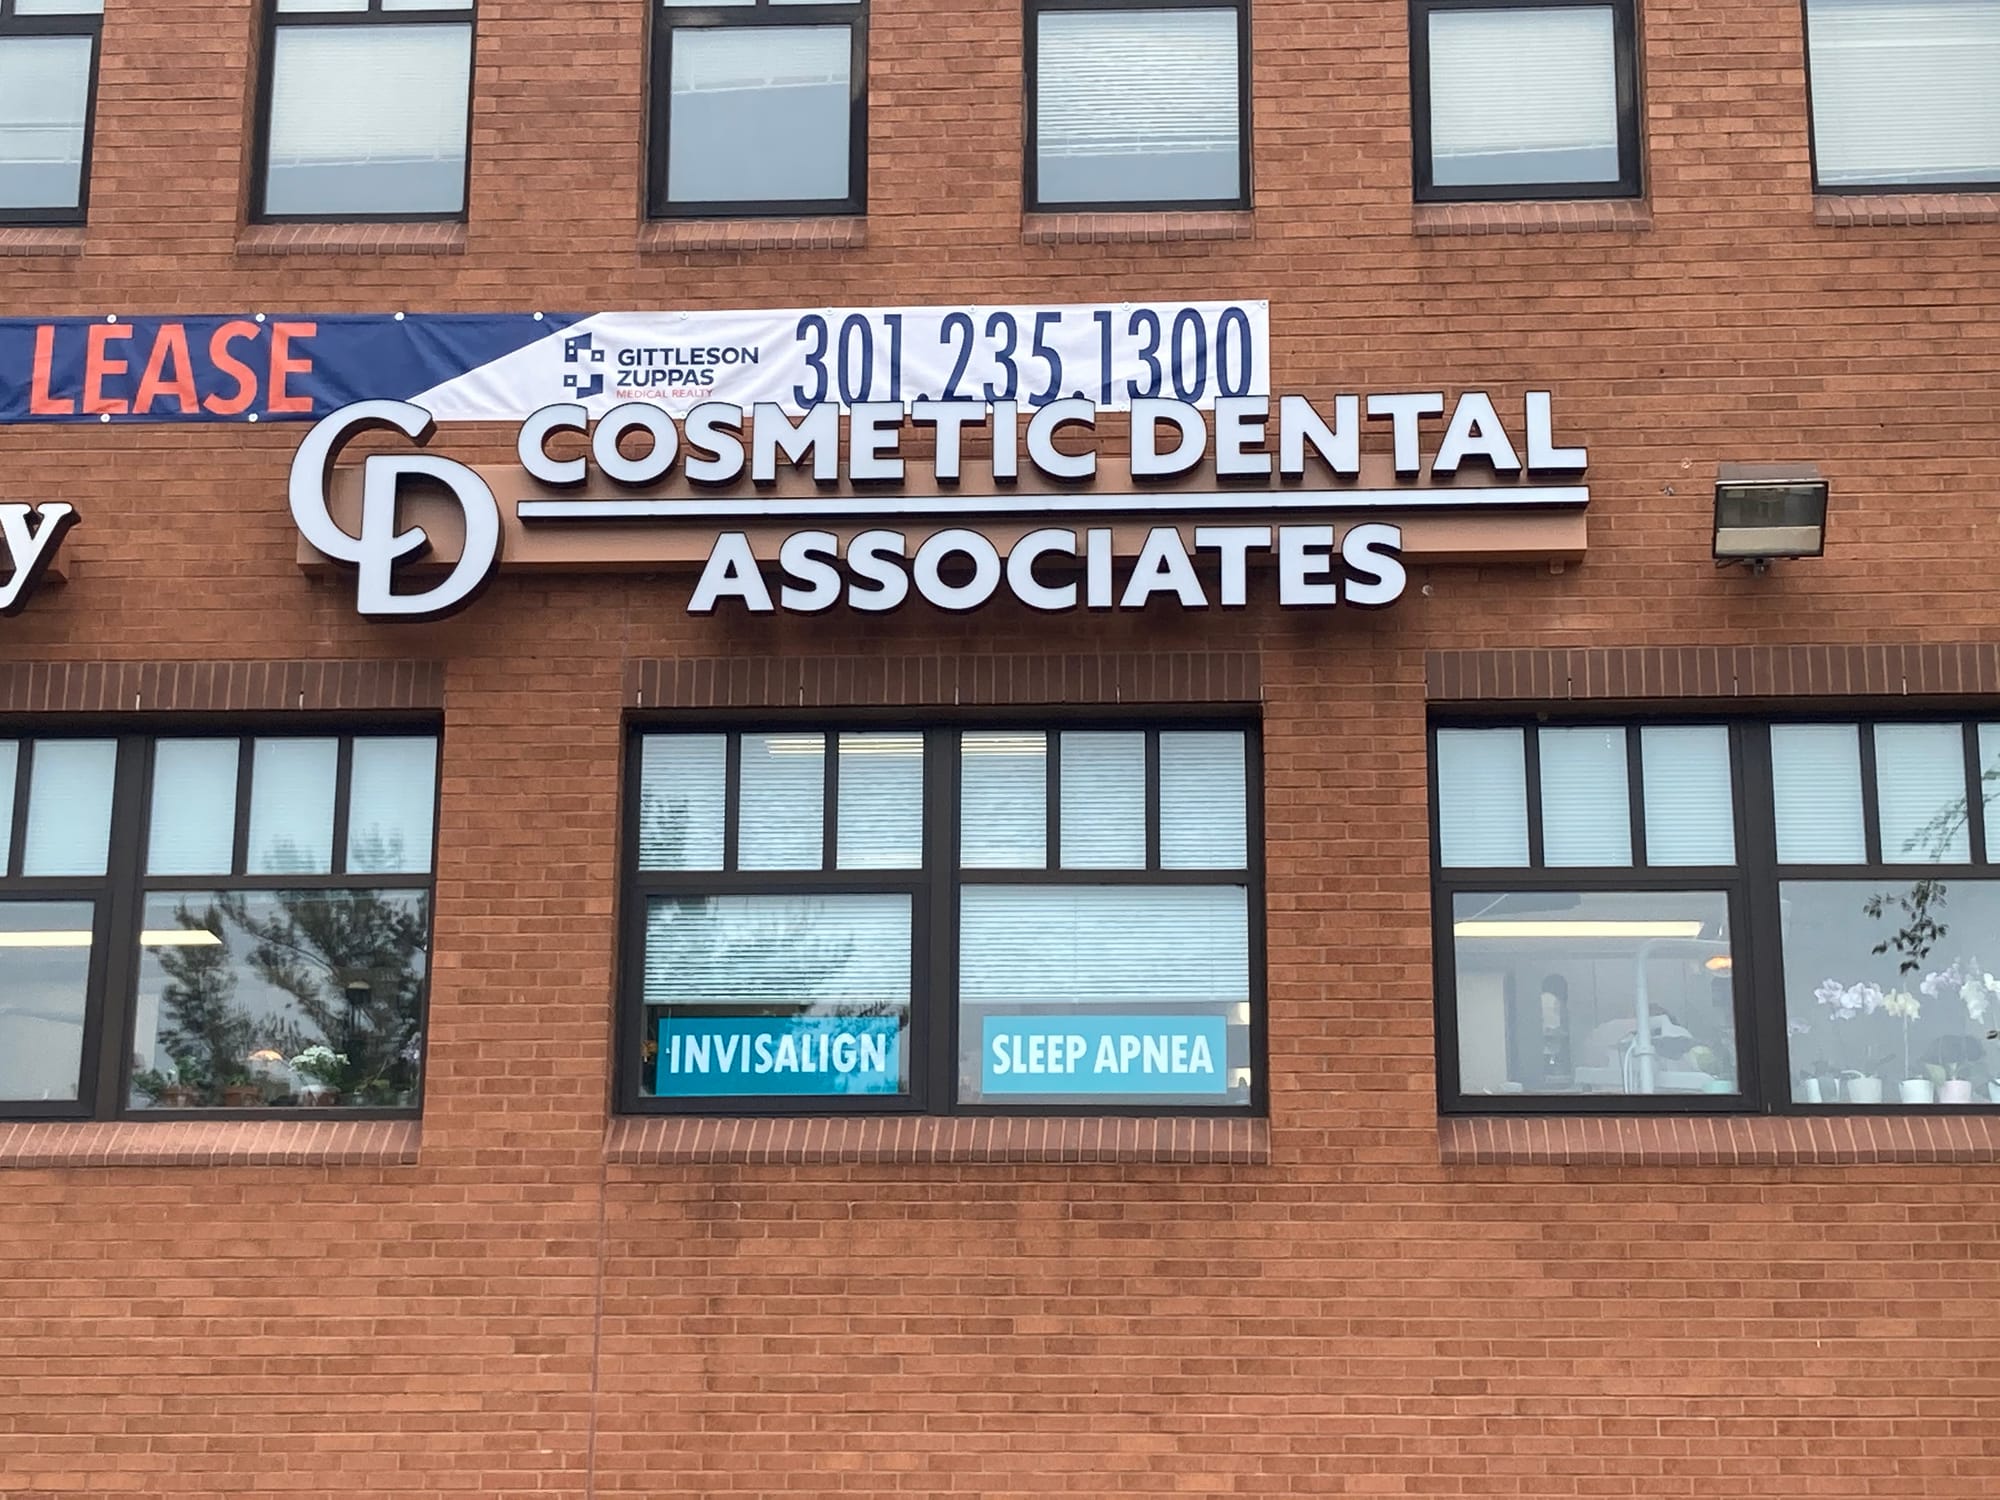 LEASE
GITTLESON
ZUPPAS
MEDICAL REALTY
301.235.1300
CD
COSMETIC DENTAL
ASSOCIATES
y
INVISALIGN
SLEEP APNEA